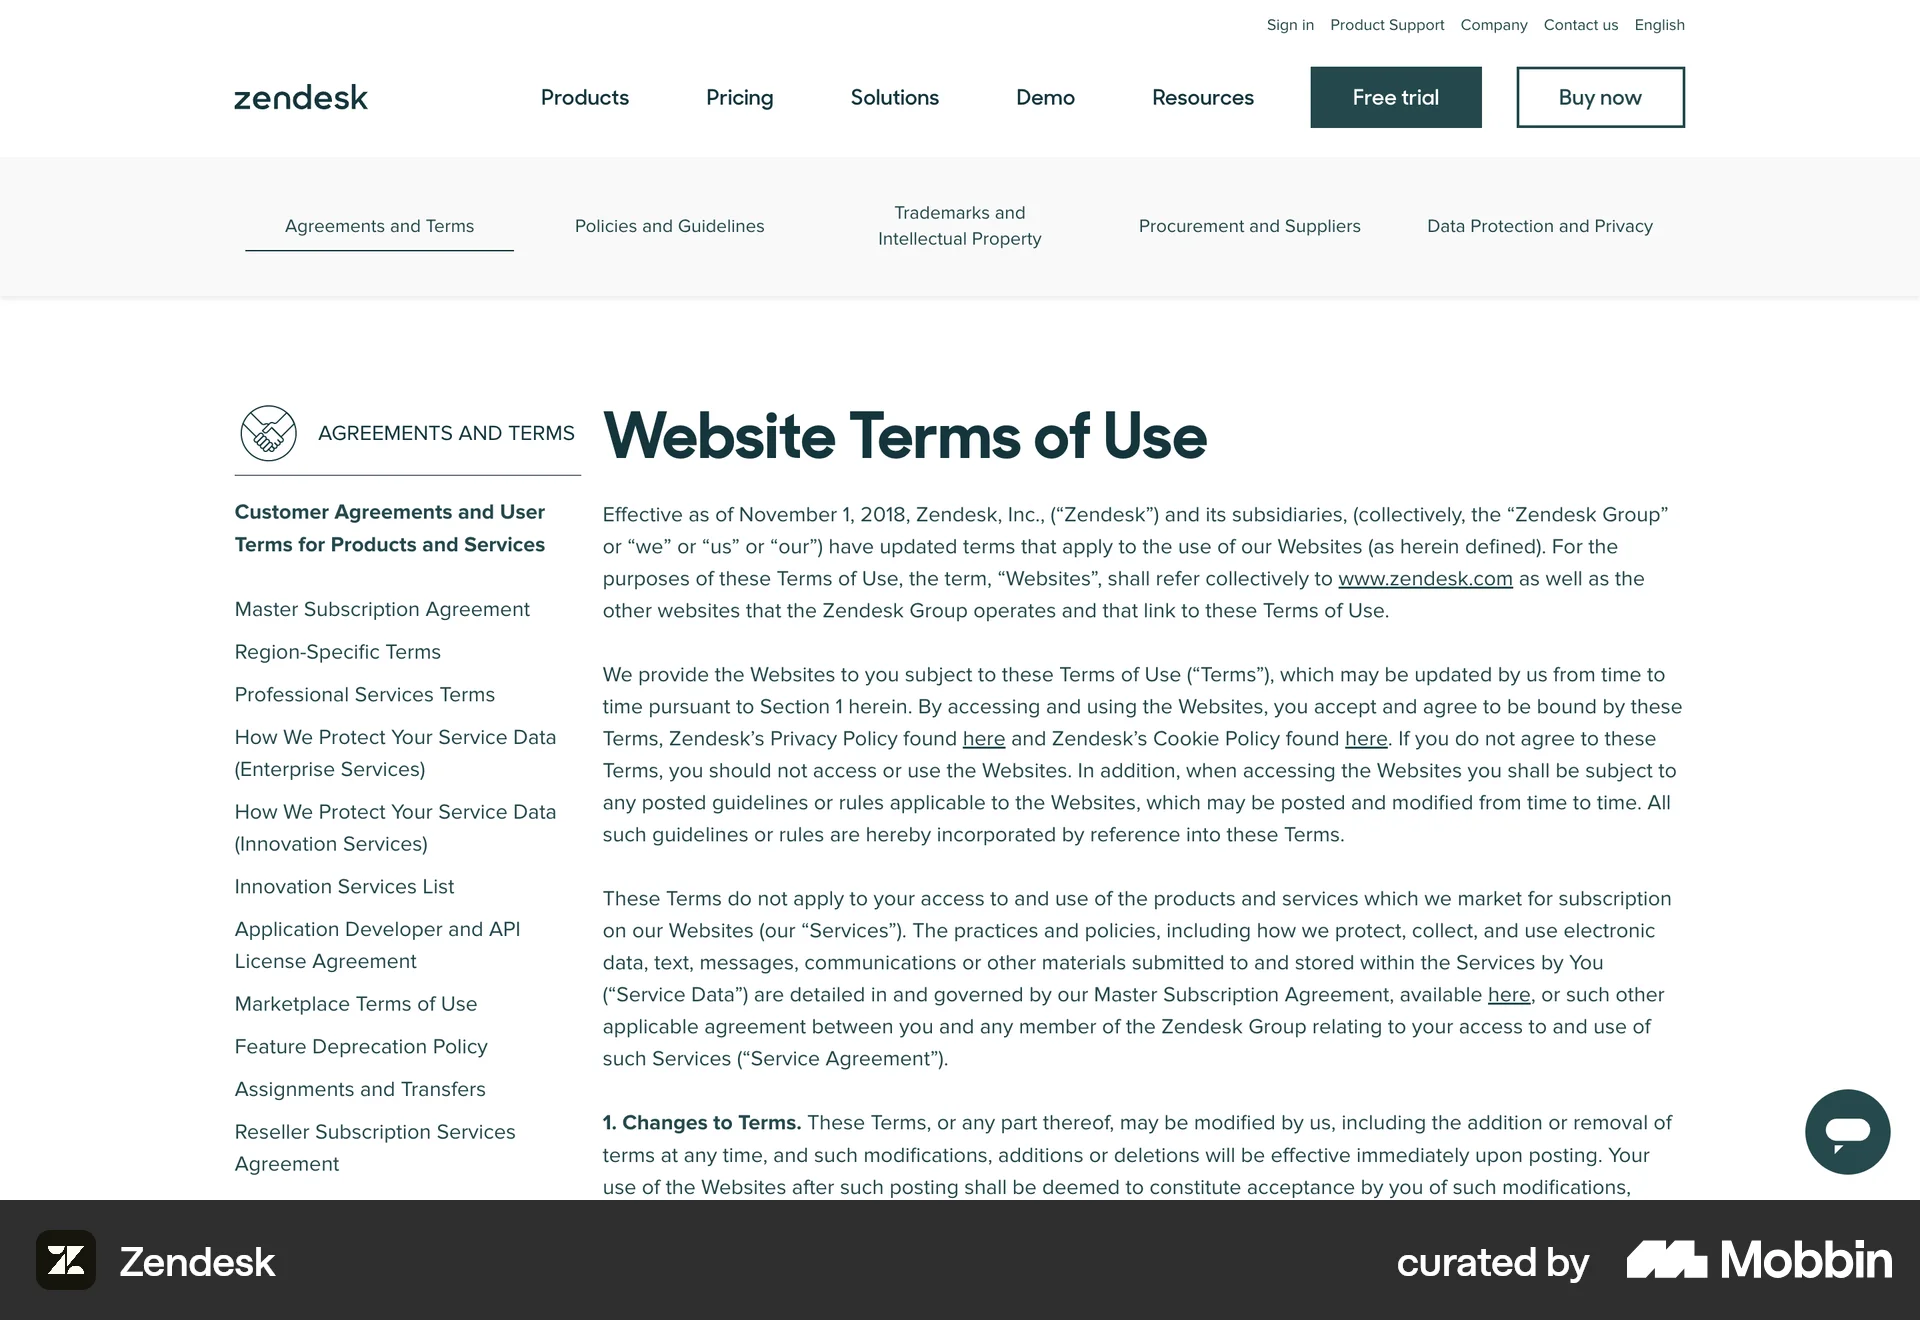 Sign in Product Support Company Contact us English
zendesk Products Pricing Solutions Demo Resources Free trial Buy now
Agreements and Terms
Policies and Guidelines
Trademarks and
Intellectual Property
Procurement and Suppliers
Data Protection and Privacy
AGREEMENTS AND TERMS
Customer Agreements and User
Terms for Products and Services
Master Subscription Agreement
Region-Specific Terms
Professional Services Terms
How We Protect Your Service Data
(Enterprise Services)
How We Protect Your Service Data
(Innovation Services)
Innovation Services List
Application Developer and API
License Agreement
Marketplace Terms of Use
Feature Deprecation Policy
Assignments and Transfers
Reseller Subscription Services
Agreement
Website Terms of Use
Effective as of November 1, 2018, Zendesk, Inc., (“Zendesk”) and its subsidiaries, (collectively, the “Zendesk Group”
or “we” or “us” or “our”) have updated terms that apply to the use of our Websites (as herein defined). For the
purposes of these Terms of Use, the term, “Websites”, shall refer collectively to www.zendesk.com as well as the
other websites that the Zendesk Group operates and that link to these Terms of Use.
We provide the Websites to you subject to these Terms of Use (“Terms”), which may be updated by us from time to
time pursuant to Section 1 herein. By accessing and using the Websites, you accept and agree to be bound by these
Terms, Zendesk’s Privacy Policy found here and Zendesk’s Cookie Policy found here. If you do not agree to these
Terms, you should not access or use the Websites. In addition, when accessing the Websites you shall be subject to
any posted guidelines or rules applicable to the Websites, which may be posted and modified from time to time. All
such guidelines or rules are hereby incorporated by reference into these Terms.
These Terms do not apply to your access to and use of the products and services which we market for subscription
on our Websites (our “Services”). The practices and policies, including how we protect, collect, and use electronic
data, text, messages, communications or other materials submitted to and stored within the Services by You
(“Service Data”) are detailed in and governed by our Master Subscription Agreement, available here, or such other
applicable agreement between you and any member of the Zendesk Group relating to your access to and use of
such Services (“Service Agreement”).
1. Changes to Terms. These Terms, or any part thereof, may be modified by us, including the addition or removal of
terms at any time, and such modifications, additions or deletions will be effective immediately upon posting. Your
use of the Websites after such posting shall be deemed to constitute acceptance by you of such modifications,
Zendesk
curated by Mobbin